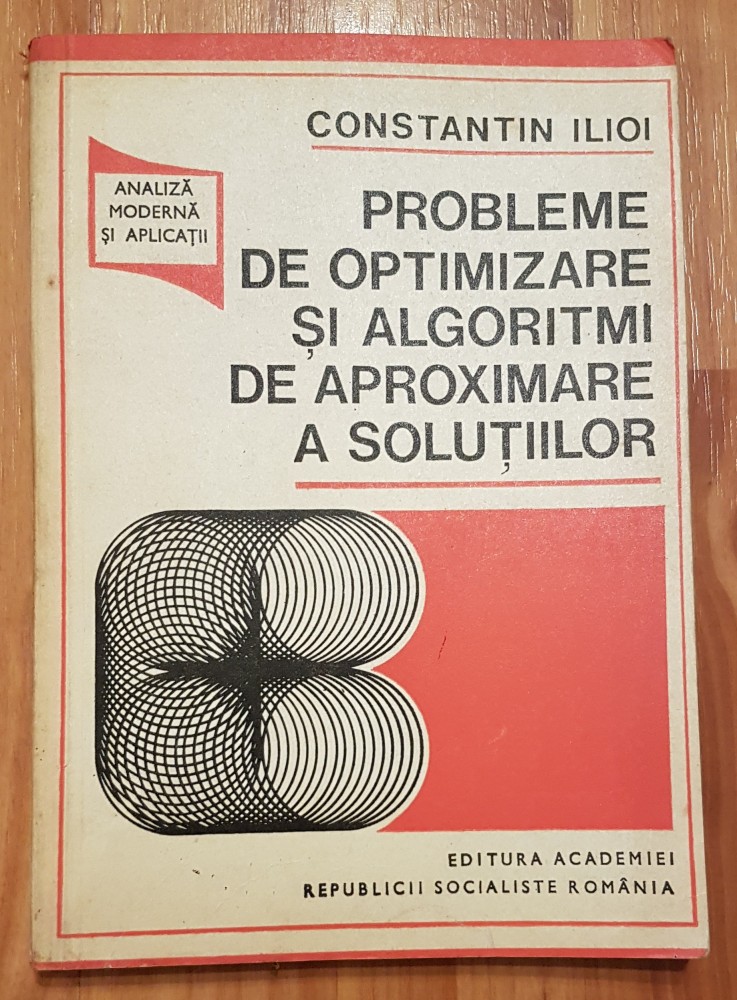 CONSTANTIN ILIOI
ANALIZĂ
MODERNĂ
ȘI APLICAȚII
PROBLEME
DE OPTIMIZARE
ȘI ALGORITMI
DE APROXIMARE
A SOLUȚIILOR
EDITURA ACADEMIEI
REPUBLICII SOCIALISTE ROMÂNIA